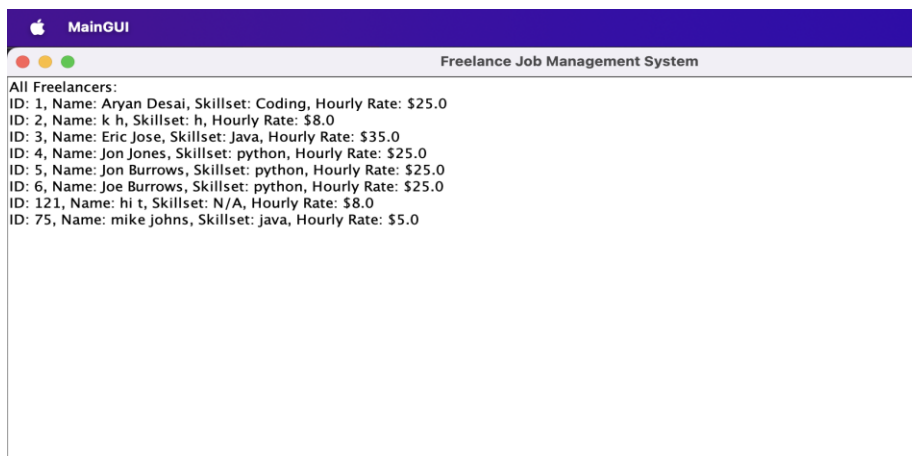 MainGUI
Freelance Job Management System
All Freelancers:
ID: 1, Name: Aryan Desai, Skillset: Coding, Hourly Rate: $25.0
ID: 2, Name: k h, Skillset: h, Hourly Rate: $8.0
ID: 3, Name: Eric Jose, Skillset: Java, Hourly Rate: $35.0
ID: 4, Name: Jon Jones, Skillset: python, Hourly Rate: $25.0
ID: 5, Name: Jon Burrows, Skillset: python, Hourly Rate: $25.0
ID: 6, Name: Joe Burrows, Skillset: python, Hourly Rate: $25.0
ID: 121, Name: hi t, Skillset: N/A, Hourly Rate: $8.0
ID: 75, Name: mike johns, Skillset: java, Hourly Rate: $5.0